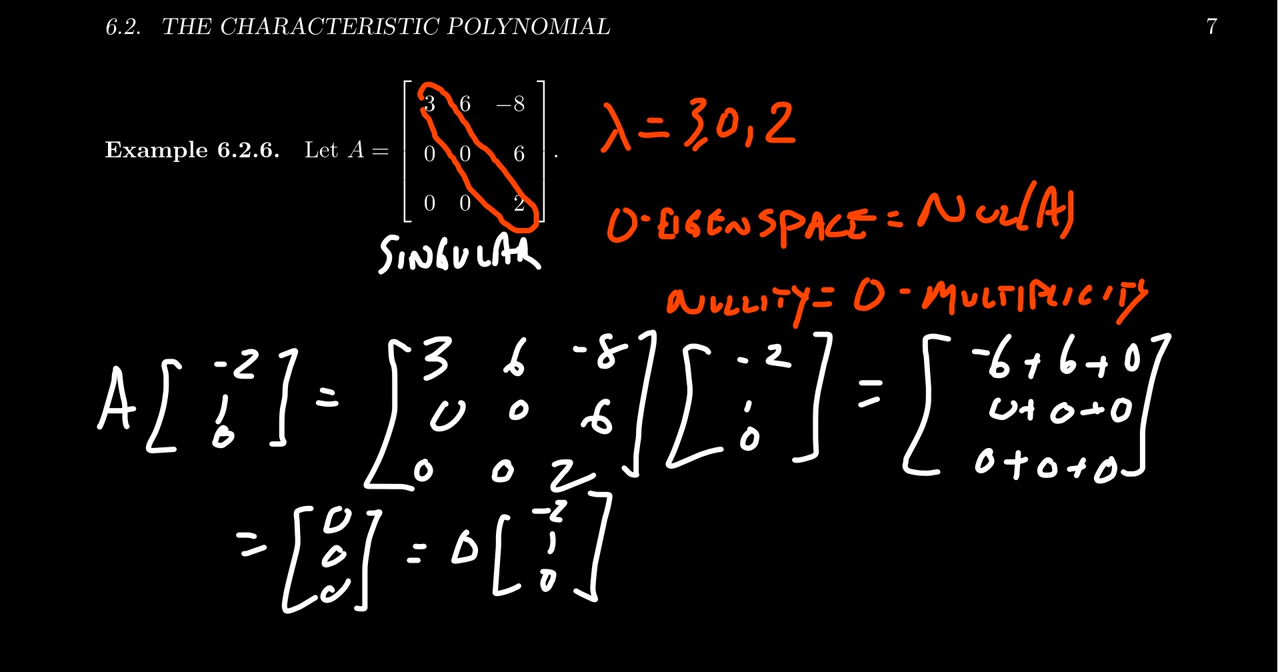 6.2. THE CHARACTERISTIC POLYNOMIAL 7
Example 6.2.6. Let A = [ 3 6 −8
0 0 6
0 0 2 ] .
λ = 3,0,2
0-EIGENSPACE = NUL(A)
SINGULAR
NULLITY = 0-MULTIPLICITY
A [ -2 1 0 ] = [ 3 6 -8
0 0 6
0 0 2 ] [ -2 1 0 ] = [ -6+6+0
0+0+0
0+0+0 ]
= [ 0 0 0 ] = 0 [ -2 1 0 ]